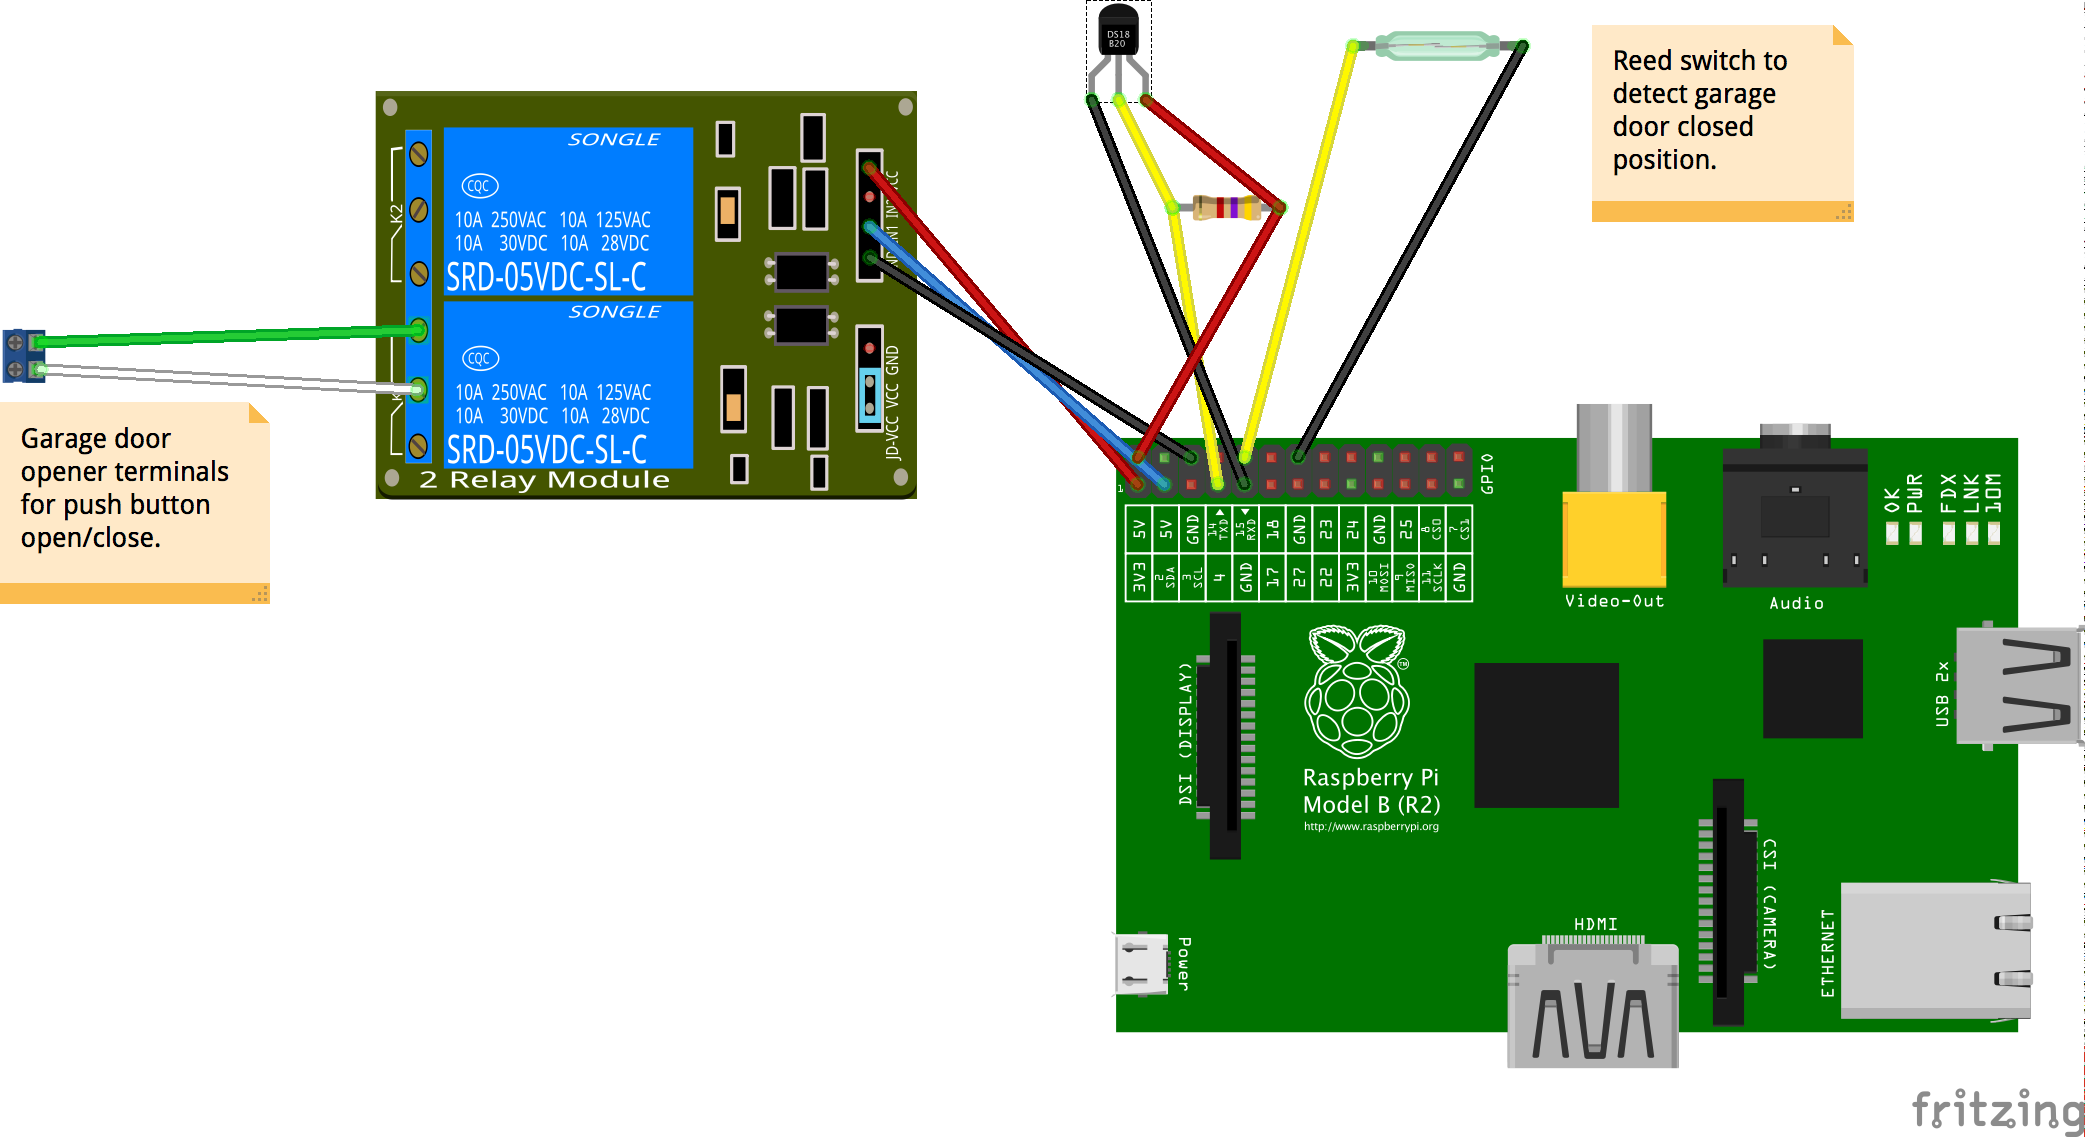 DS18
B20
Reed switch to
detect garage
door closed
position.
SONGLE
CQC
10A 250VAC 10A 125VAC
10A 30VDC 10A 28VDC
SRD-05VDC-SL-C
K2
SONGLE
CQC
10A 250VAC 10A 125VAC
10A 30VDC 10A 28VDC
SRD-05VDC-SL-C
2 Relay Module
JD-VCC VCC GND
Garage door
opener terminals
for push button
open/close.
1
GPIO
5V 5V GND 14 TXD 15 RXD 18 GND 23 24 GND 25 8 CS0 7 CS1
3V3 2 SDA 3 SCL 4 GND 17 27 22 3V3 10 MOSI 9 MISO 11 SCLK GND
OK PWR FDX LNK 10M
Video-Out
Audio
USB 2x
DSI (DISPLAY)
TM
Raspberry Pi
Model B (R2)
http://www.raspberrypi.org
CSI (CAMERA)
Power
HDMI
ETHERNET
fritzing